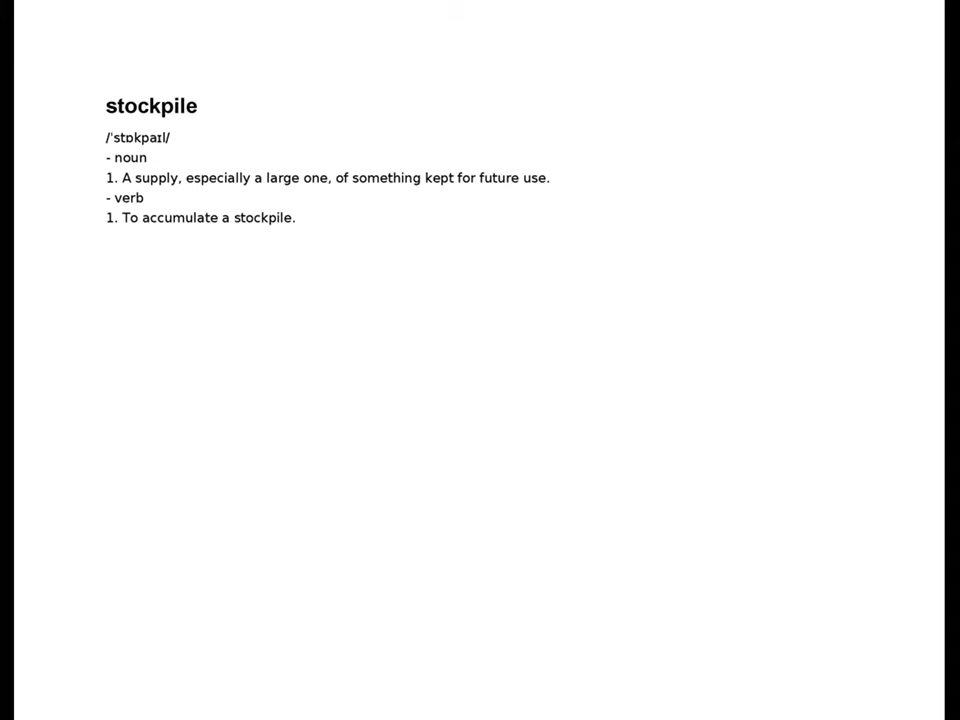 stockpile
/ˈstɒkpaɪl/
- noun
1. A supply, especially a large one, of something kept for future use.
- verb
1. To accumulate a stockpile.